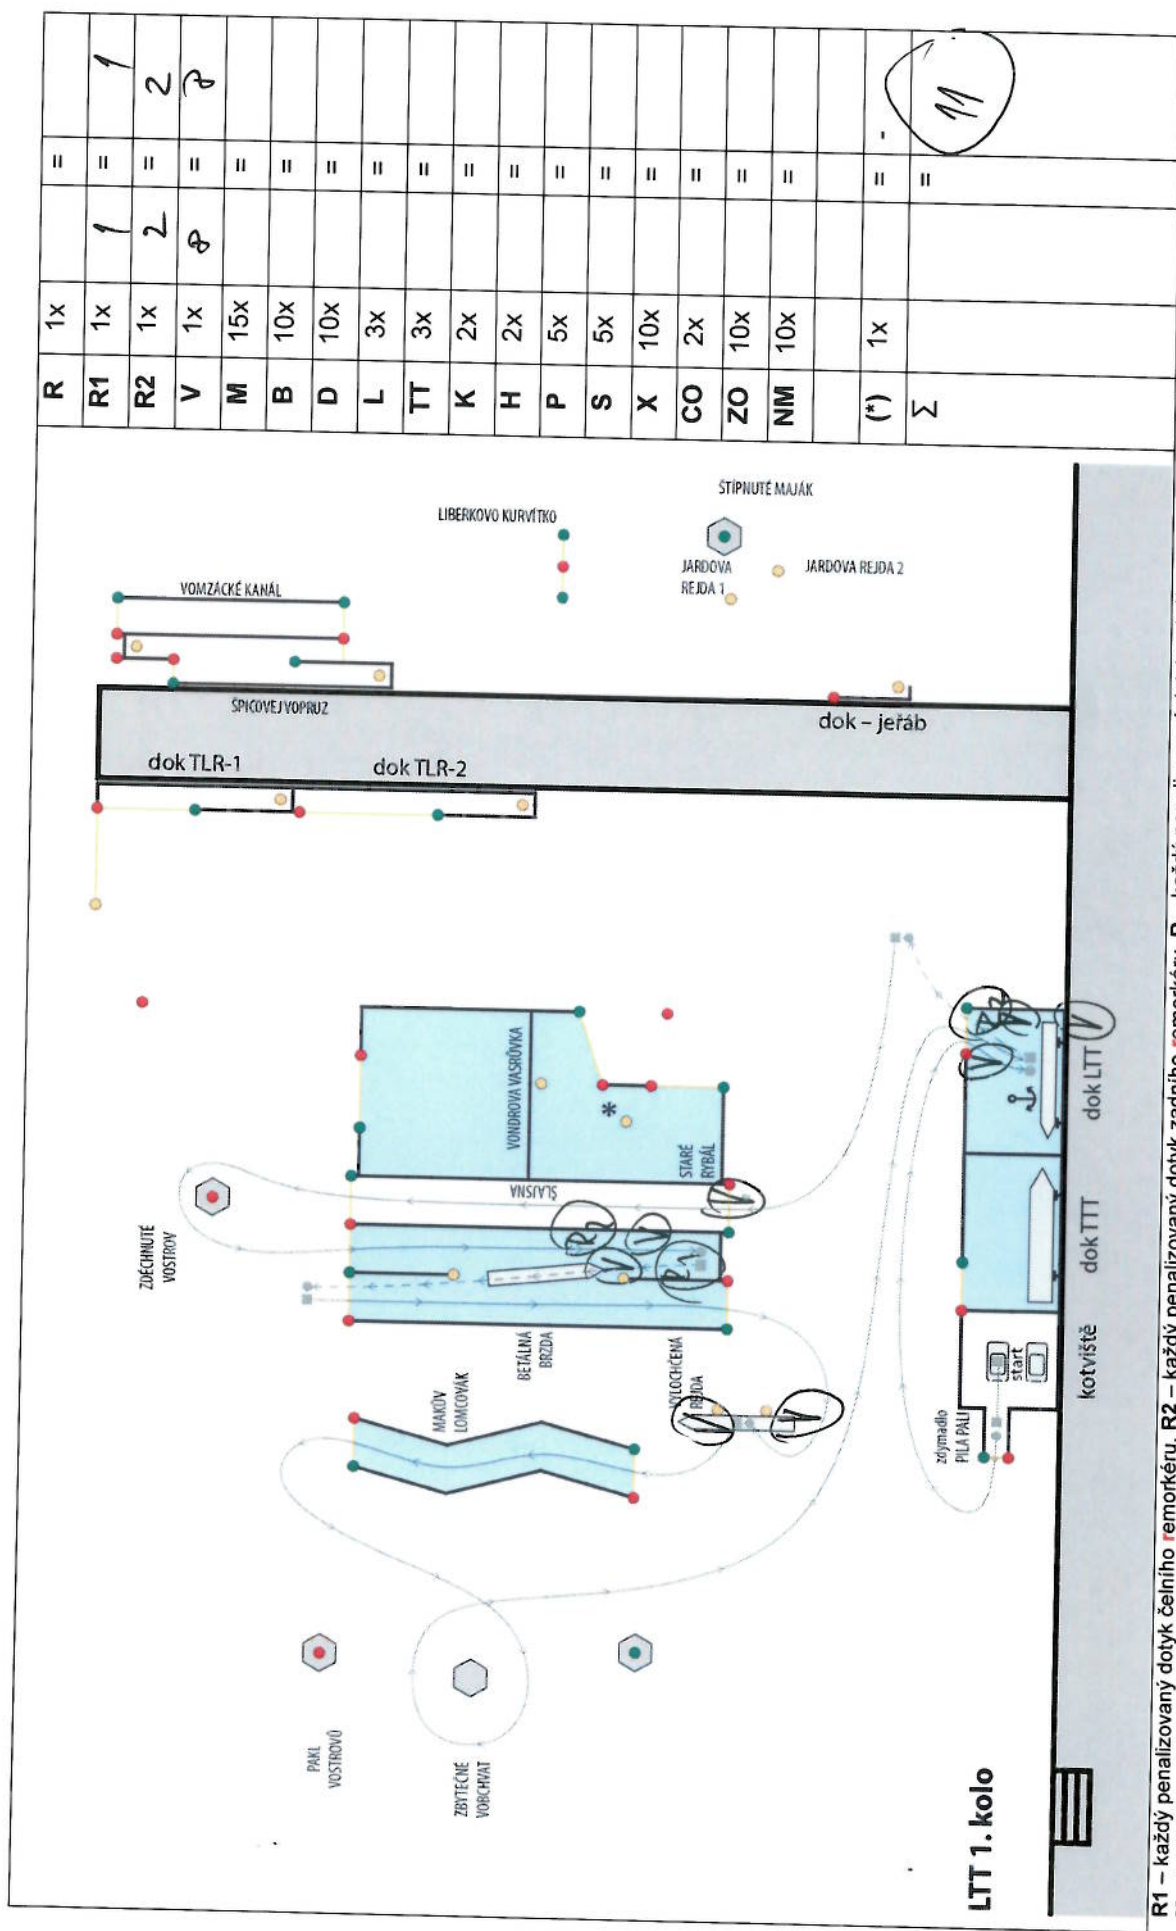 R 1x =
R1 1x 1 = 1
R2 1x 2 = 2
V 1x 8 = 8
M 15x =
B 10x =
D 10x =
L 3x =
TT 3x =
K 2x =
H 2x =
P 5x =
S 5x =
X 10x =
CO 2x =
ZO 10x =
NM 10x =
(*) 1x = -
Σ = 11
ZDECHNUTÉ
VOSTROV
VOMZÁCKÉ KANÁL
ŠPICOVEJ VOPRUZ
dok TLR-1
dok TLR-2
LIBERKOVO KURVÍTKO
ŠTÍPNUTÉ MAJÁK
JARDOVA
REJDA 1
JARDOVA REJDA 2
dok – jeřáb
PAKL
VOSTROVŮ
ZBYTEČNÉ
VOBCHVAT
MAKŮV
LOMCOVÁK
BETÁLNÁ
BRZDA
VYLOCHČENÁ
REJDA
ŠLAJSNA
VONDROVA VASRŮVKA
*
STARÉ
RYBÁL
R2
V
V
R1
V
V
V
V
V
zdymadlo
PILA PALI
start
kotviště
dok TTT
dok LTT
LTT 1. kolo
R1 – každý penalizovaný dotyk čelního remorkéru, R2 – každý penalizovaný dotyk zadního remorkéru,